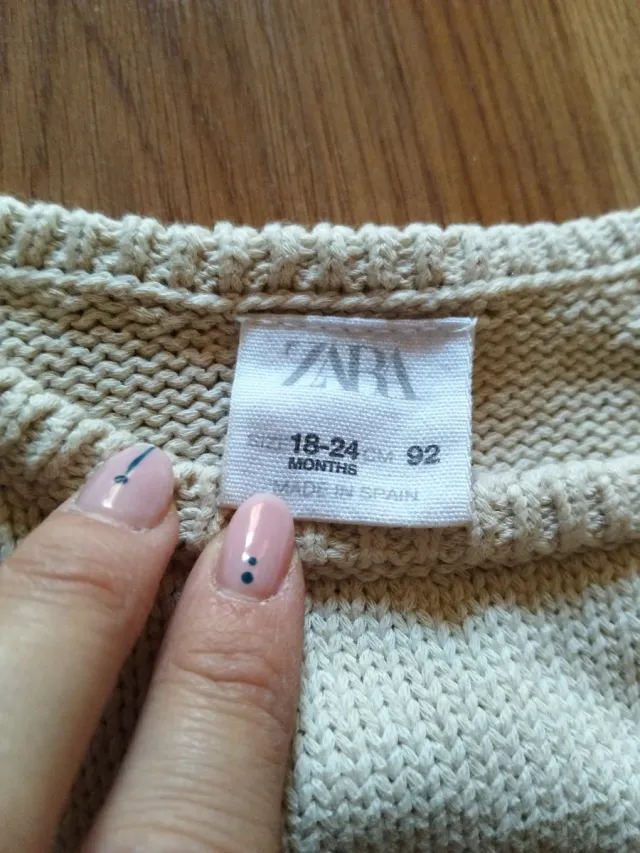 ZARA
SIZE 18-24 CM 92
MONTHS
MADE IN SPAIN